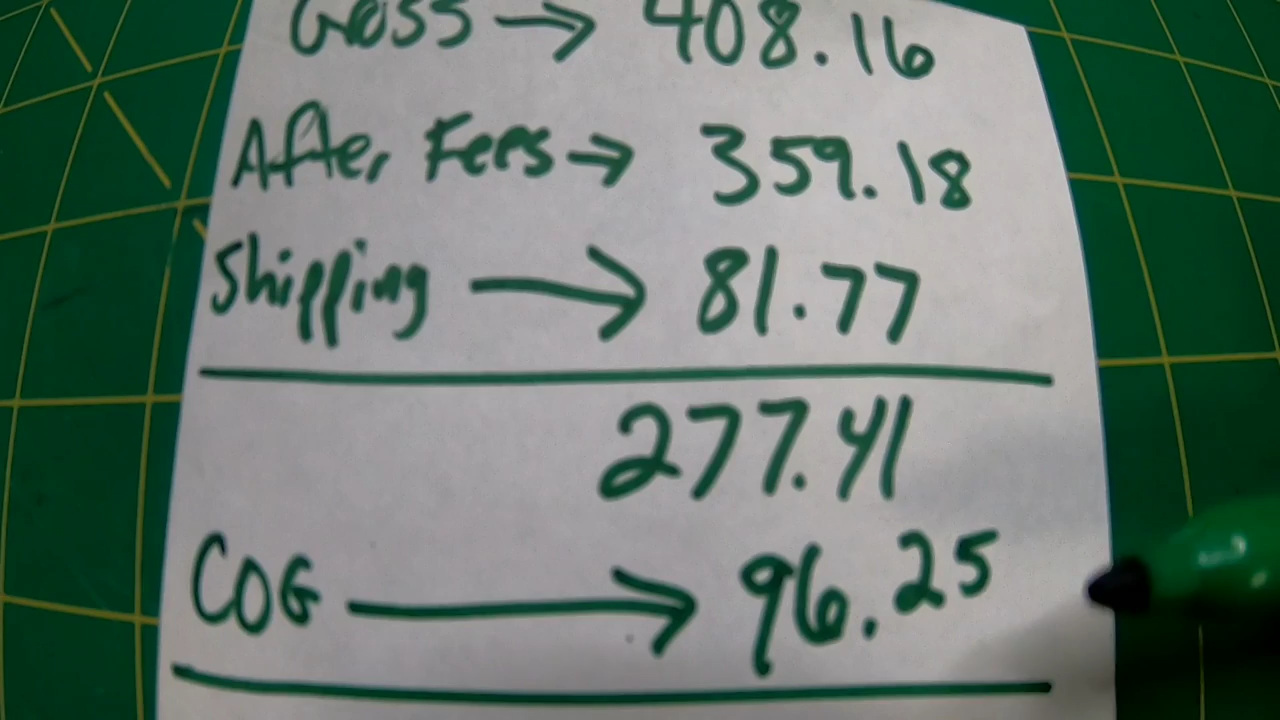 Gross → 408.16
After Fees → 359.18
Shipping → 81.77
277.41
COG → 96.25